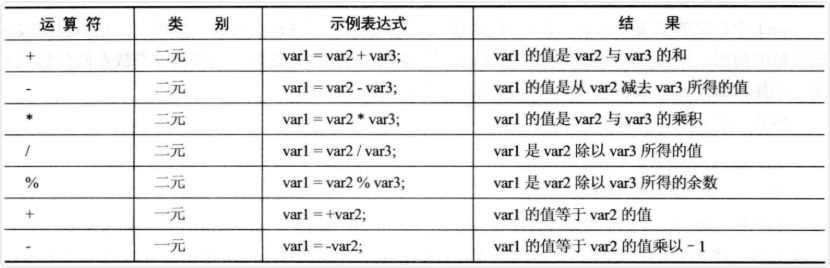 运算符 类别 示例表达式 结果
+ 二元 var1 = var2 + var3; var1 的值是 var2 与 var3 的和
- 二元 var1 = var2 - var3; var1 的值是从 var2 减去 var3 所得的值
* 二元 var1 = var2 * var3; var1 的值是 var2 与 var3 的乘积
/ 二元 var1 = var2 / var3; var1 是 var2 除以 var3 所得的值
% 二元 var1 = var2 % var3; var1 是 var2 除以 var3 所得的余数
+ 一元 var1 = +var2; var1 的值等于 var2 的值
- 一元 var1 = -var2; var1 的值等于 var2 的值乘以 -1